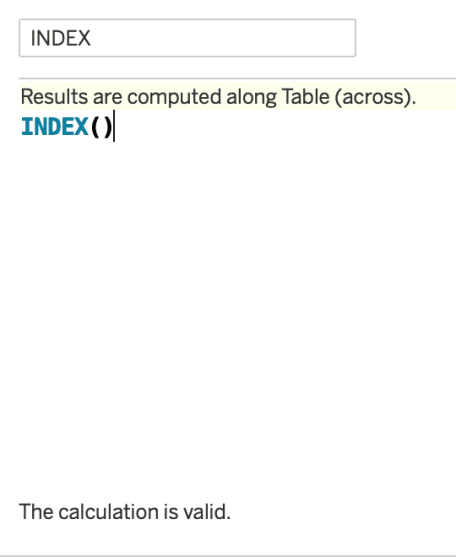 INDEX
Results are computed along Table (across).
INDEX()
The calculation is valid.